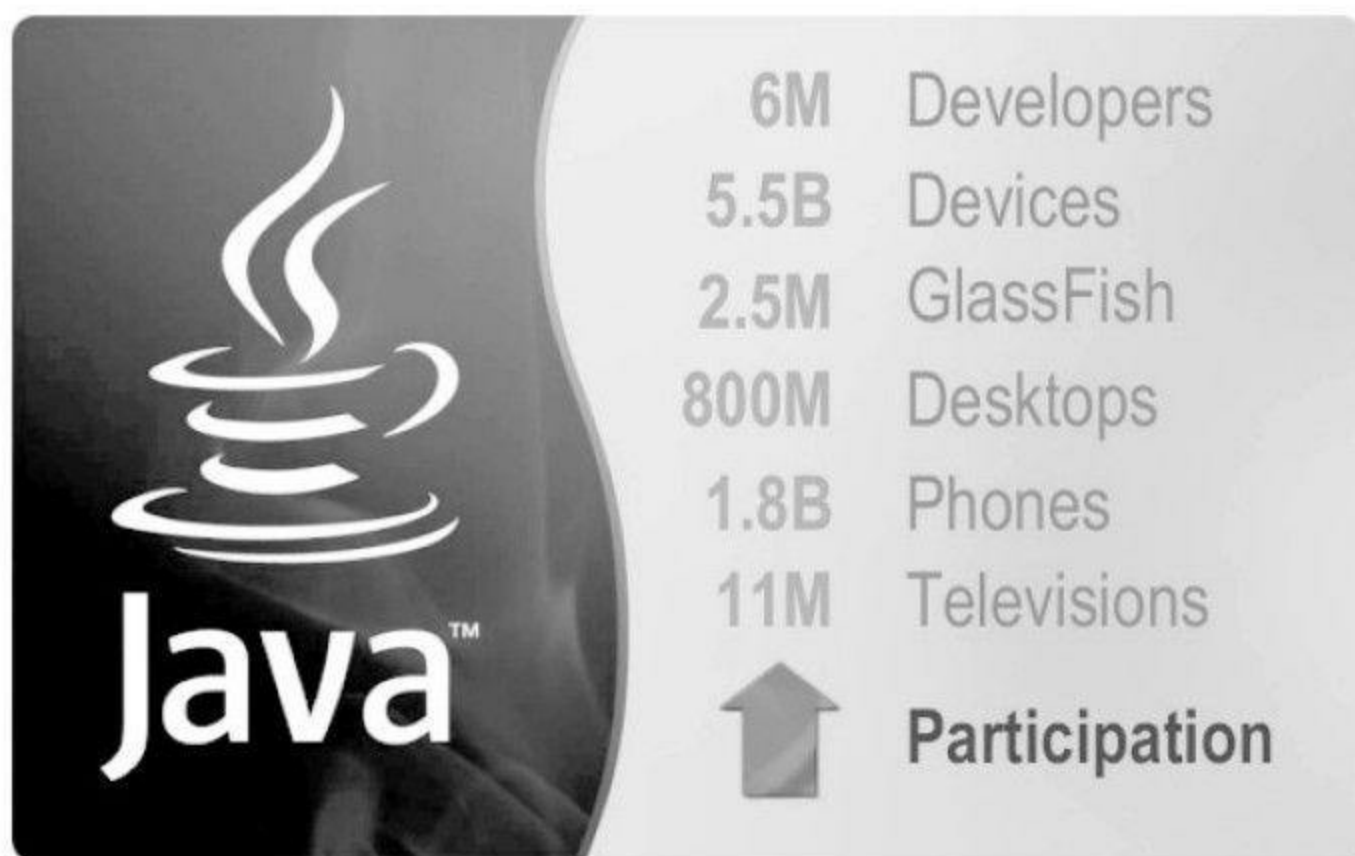 Java™
6M Developers
5.5B Devices
2.5M GlassFish
800M Desktops
1.8B Phones
11M Televisions
Participation